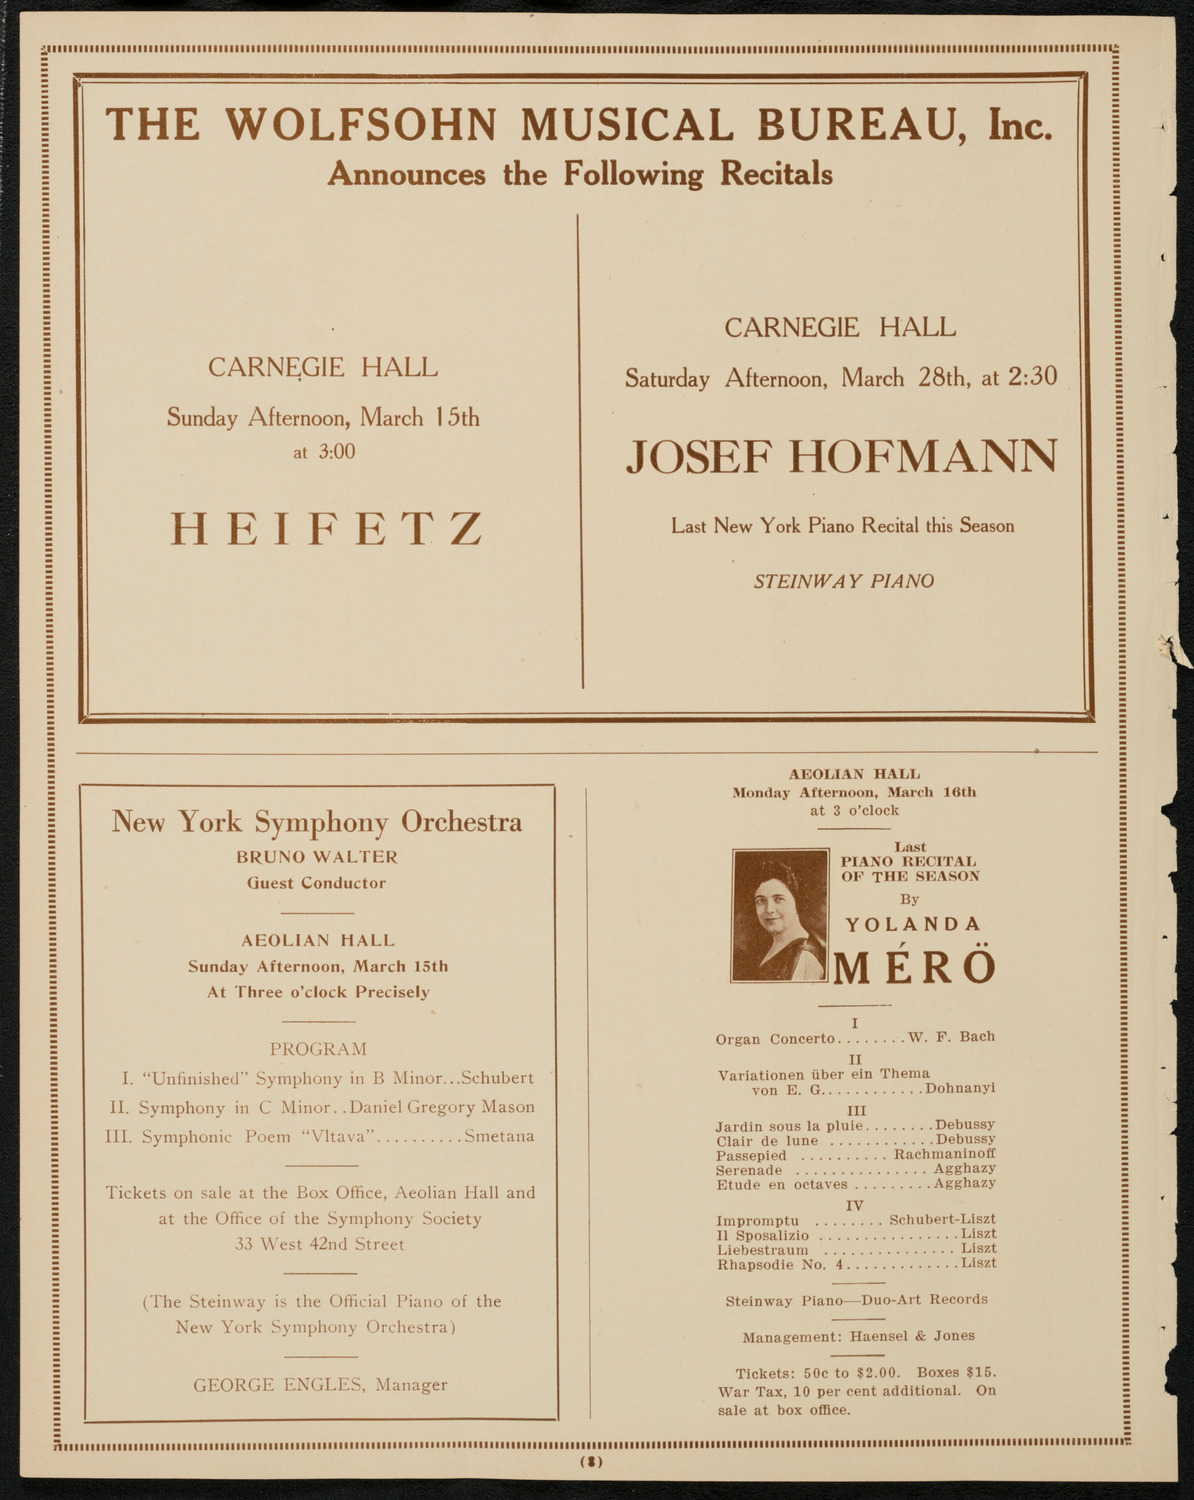 THE WOLFSOHN MUSICAL BUREAU, Inc.
Announces the Following Recitals
CARNEGIE HALL
Sunday Afternoon, March 15th
at 3:00
HEIFETZ
CARNEGIE HALL
Saturday Afternoon, March 28th, at 2:30
JOSEF HOFMANN
Last New York Piano Recital this Season
STEINWAY PIANO
New York Symphony Orchestra
BRUNO WALTER
Guest Conductor
AEOLIAN HALL
Sunday Afternoon, March 15th
At Three o'clock Precisely
PROGRAM
I. "Unfinished" Symphony in B Minor...Schubert
II. Symphony in C Minor..Daniel Gregory Mason
III. Symphonic Poem "Vltava"..........Smetana
Tickets on sale at the Box Office, Aeolian Hall and
at the Office of the Symphony Society
33 West 42nd Street
(The Steinway is the Official Piano of the
New York Symphony Orchestra)
GEORGE ENGLES, Manager
AEOLIAN HALL
Monday Afternoon, March 16th
at 3 o'clock
Last
PIANO RECITAL
OF THE SEASON
By
YOLANDA
MÉRÖ
I
Organ Concerto........W. F. Bach
II
Variationen über ein Thema
von E. G............Dohnanyi
III
Jardin sous la pluie........Debussy
Clair de lune ............Debussy
Passepied .......... Rachmaninoff
Serenade ............... Agghazy
Etude en octaves .........Agghazy
IV
Impromptu ........ Schubert-Liszt
Il Sposalizio ................Liszt
Liebestraum ............... Liszt
Rhapsodie No. 4.............Liszt
Steinway Piano—Duo-Art Records
Management: Haensel & Jones
Tickets: 50c to $2.00. Boxes $15.
War Tax, 10 per cent additional. On
sale at box office.
(8)